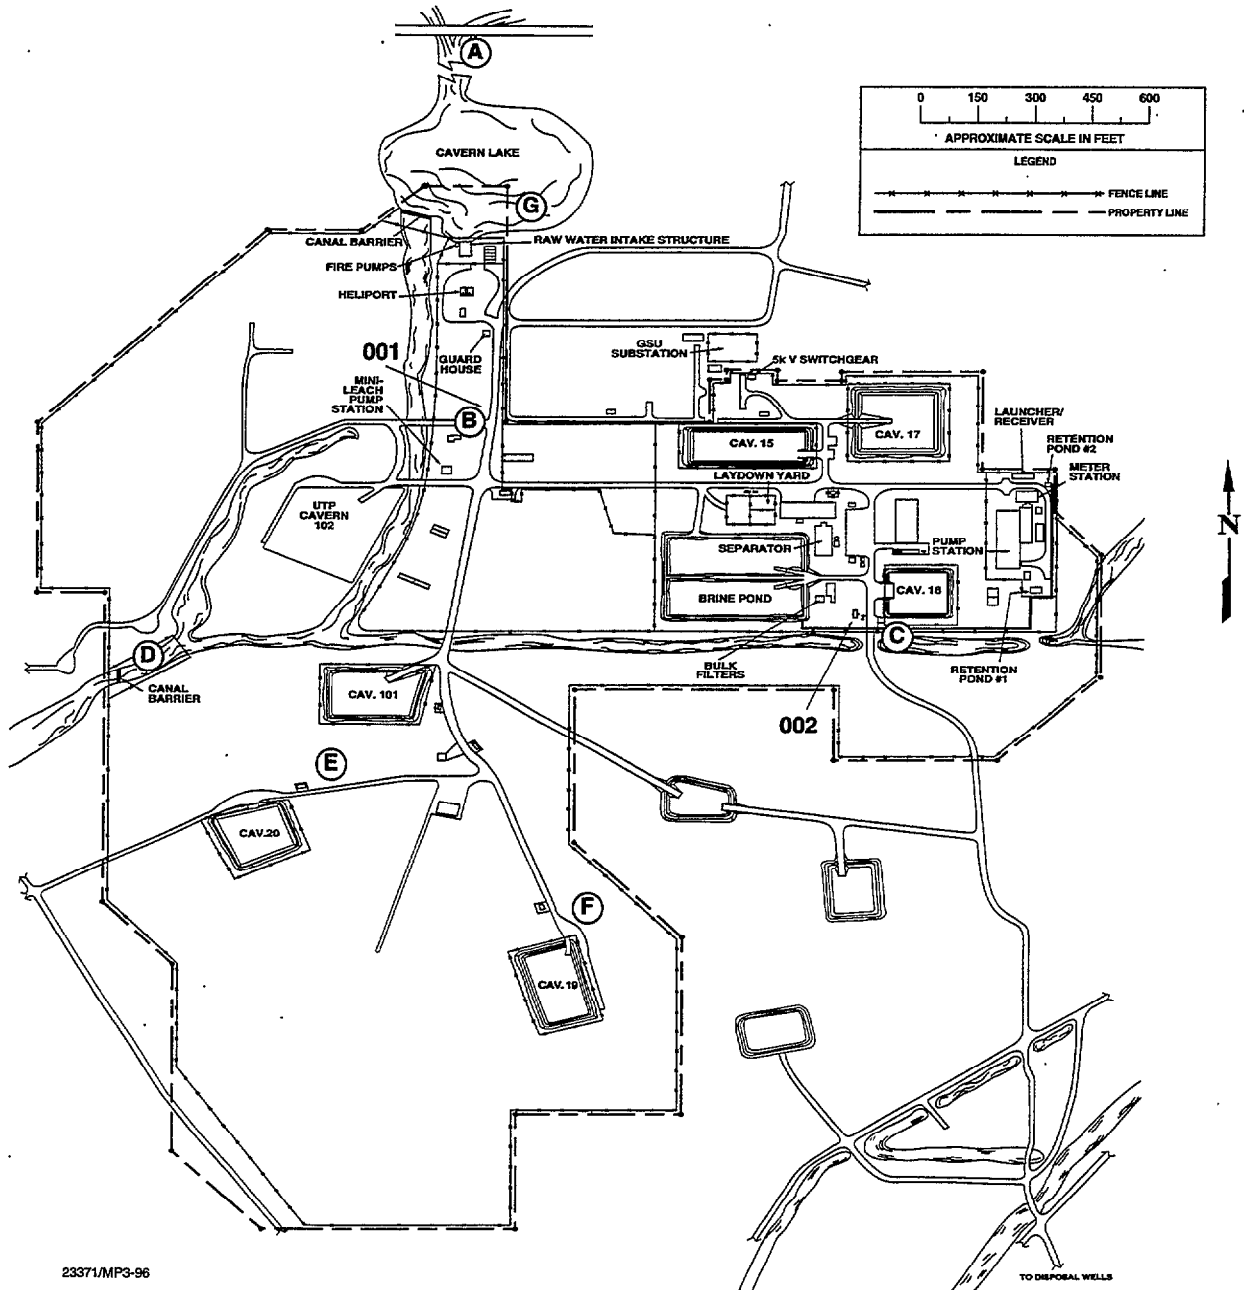 A
0 150 300 450 600
APPROXIMATE SCALE IN FEET
LEGEND
FENCE LINE
PROPERTY LINE
CAVERN LAKE
G
CANAL BARRIER
RAW WATER INTAKE STRUCTURE
FIRE PUMPS
HELIPORT
001
GUARD
HOUSE
MINI-
LEACH
PUMP
STATION
B
GSU
SUBSTATION
5k V SWITCHGEAR
CAV. 15
CAV. 17
LAUNCHER/
RECEIVER
RETENTION
POND #2
METER
STATION
LAYDOWN YARD
UTP
CAVERN
102
SEPARATOR
PUMP
STATION
N
BRINE POND
CAV. 18
C
D
CANAL
BARRIER
BULK
FILTERS
RETENTION
POND #1
CAV. 101
002
E
CAV.20
F
CAV. 19
23371/MP3-96
TO DISPOSAL WELLS